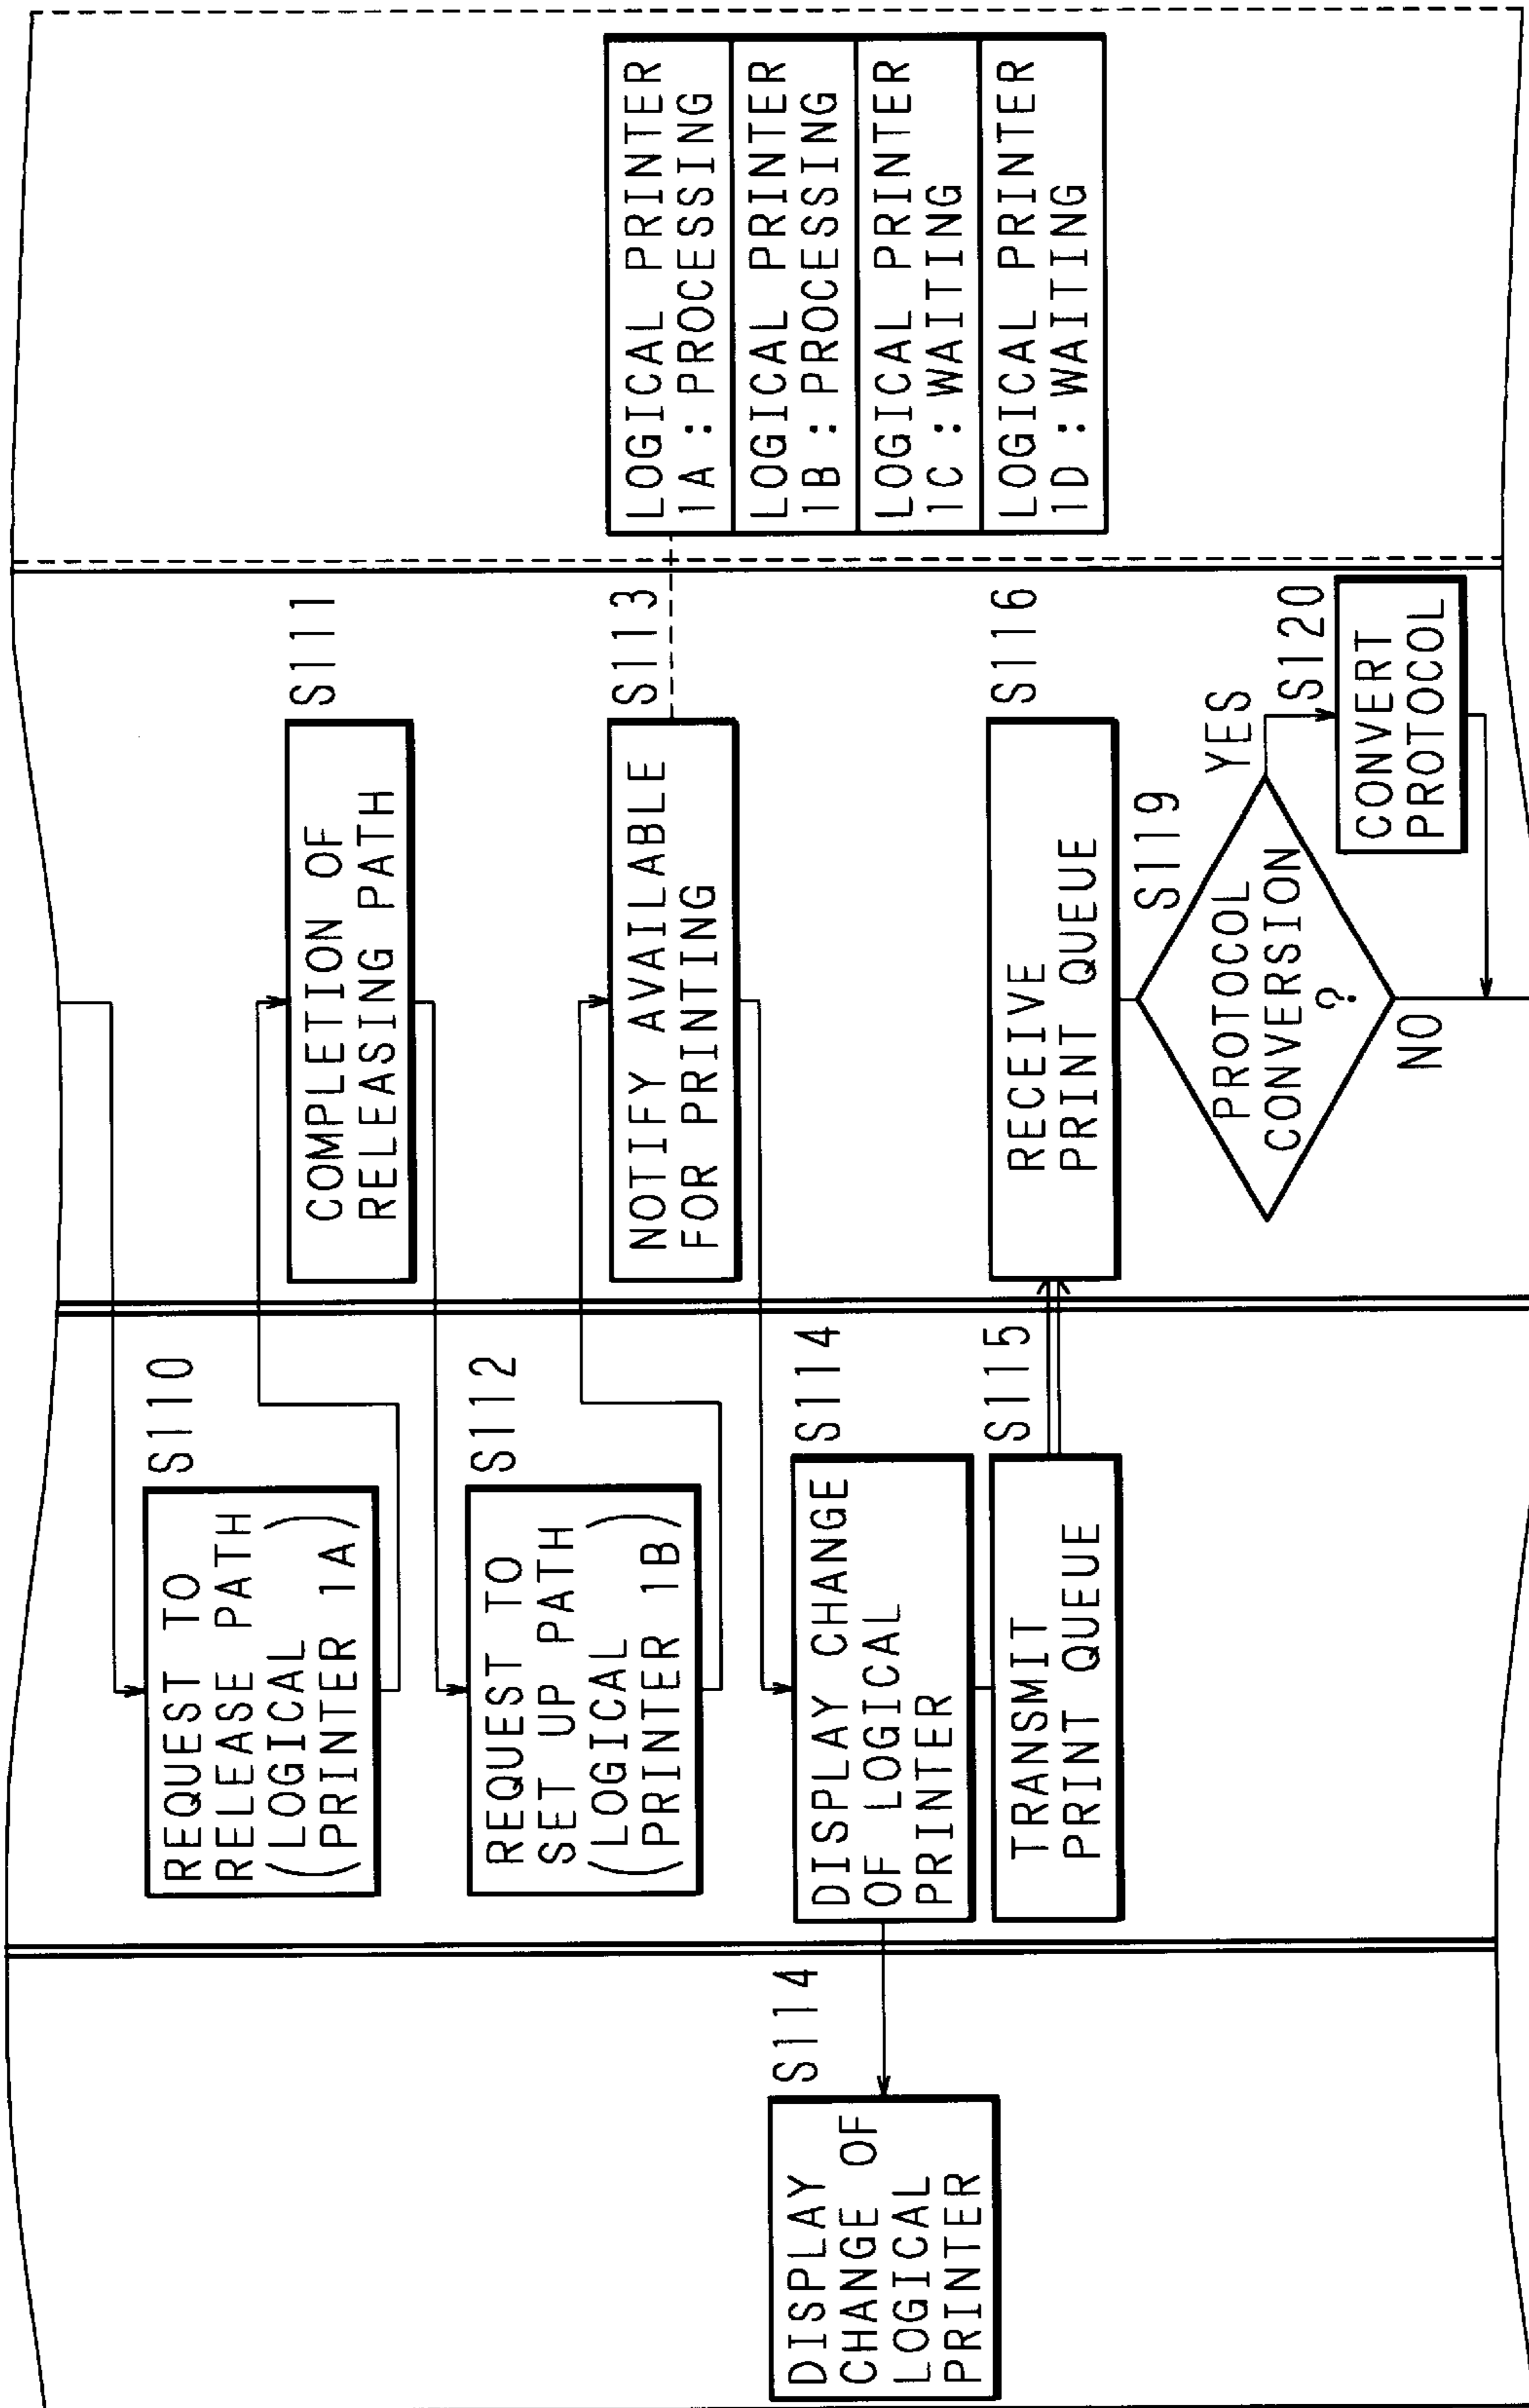 S110
REQUEST TO
RELEASE PATH
(LOGICAL
PRINTER 1A)
S111
COMPLETION OF
RELEASING PATH
S112
REQUEST TO
SET UP PATH
(LOGICAL
PRINTER 1B)
S113
NOTIFY AVAILABLE
FOR PRINTING
LOGICAL PRINTER
1A : PROCESSING
LOGICAL PRINTER
1B : PROCESSING
LOGICAL PRINTER
1C : WAITING
LOGICAL PRINTER
1D : WAITING
S114
DISPLAY
CHANGE OF
LOGICAL
PRINTER
S114
DISPLAY CHANGE
OF LOGICAL
PRINTER
S115
TRANSMIT
PRINT QUEUE
S116
RECEIVE
PRINT QUEUE
S119
PROTOCOL
CONVERSION
?
YES
NO
S120
CONVERT
PROTOCOL